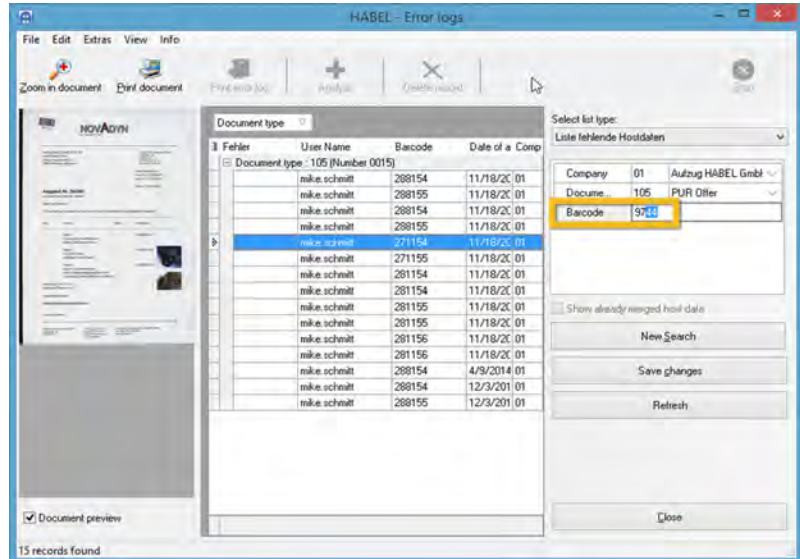 HABEL - Error logs
File Edit Extras View Info
Zoom in document Print document Print error log Analyze Delete record Stop
NOVADYN
Document type
Fehler User Name Barcode Date of a Comp
Document type : 105 (Number 0015)
mike.schmitt 288154 11/18/20 01
mike.schmitt 288155 11/18/20 01
mike.schmitt 288154 11/18/20 01
mike.schmitt 288155 11/18/20 01
mike.schmitt 271154 11/18/20 01
mike.schmitt 271155 11/18/20 01
mike.schmitt 281154 11/18/20 01
mike.schmitt 281154 11/18/20 01
mike.schmitt 281155 11/18/20 01
mike.schmitt 281155 11/18/20 01
mike.schmitt 281156 11/18/20 01
mike.schmitt 281156 11/18/20 01
mike.schmitt 288154 4/9/2014 01
mike.schmitt 288154 12/3/201 01
mike.schmitt 288155 12/3/201 01
Select list type:
Liste fehlende Hostdaten
Company 01 Aufzug HABEL GmbH
Docume... 105 PUR Offer
Barcode 9744
Show already merged host data
New Search
Save changes
Refresh
Close
Document preview
15 records found